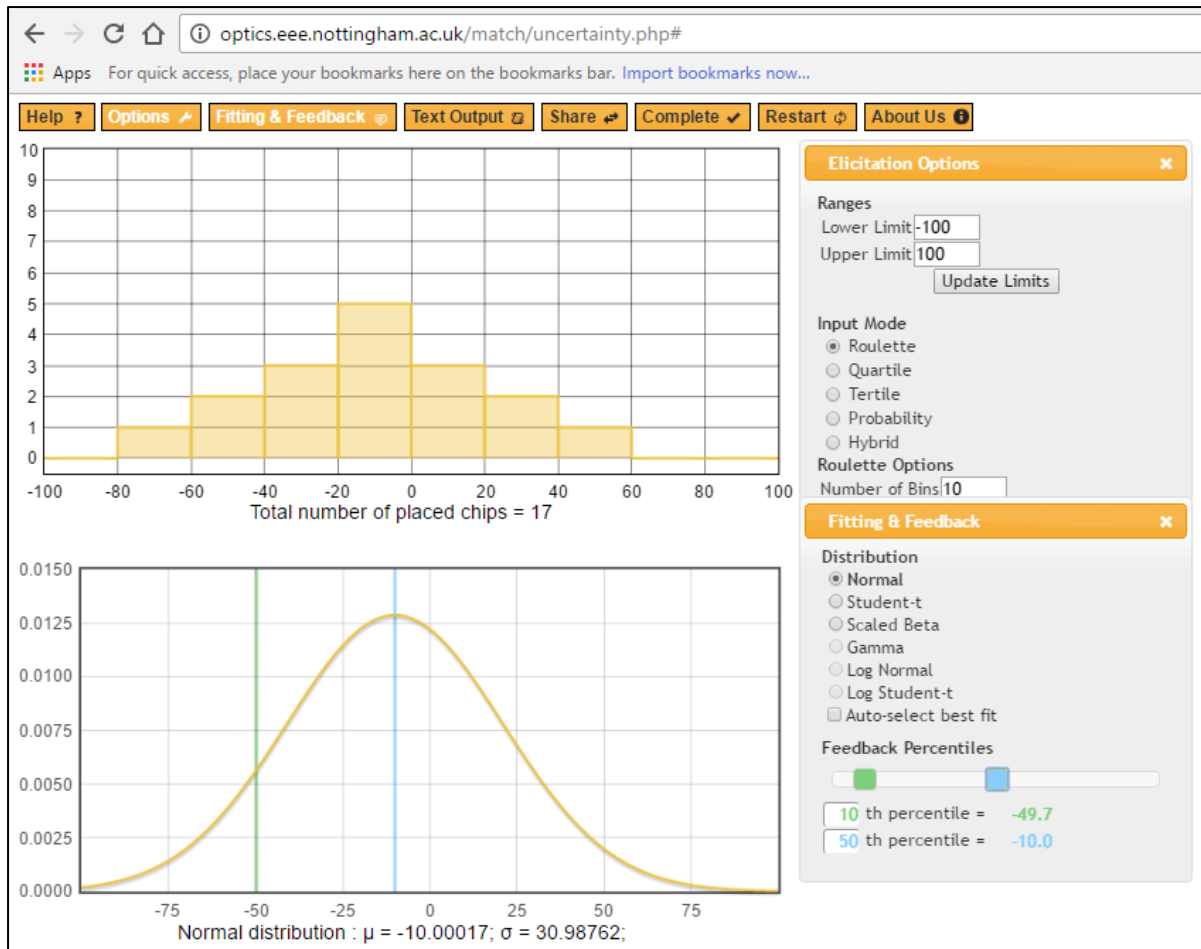 optics.eee.nottingham.ac.uk/match/uncertainty.php#
Apps For quick access, place your bookmarks here on the bookmarks bar. Import bookmarks now...
Help ? Options Fitting & Feedback Text Output Share Complete Restart About Us
10
9
8
7
6
5
4
3
2
1
0
-100 -80 -60 -40 -20 0 20 40 60 80 100
Total number of placed chips = 17
Elicitation Options
Ranges
Lower Limit -100
Upper Limit 100
Update Limits
Input Mode
Roulette
Quartile
Tertile
Probability
Hybrid
Roulette Options
Number of Bins 10
0.0150
0.0125
0.0100
0.0075
0.0050
0.0025
0.0000
-75 -50 -25 0 25 50 75
Normal distribution : μ = -10.00017; σ = 30.98762;
Fitting & Feedback
Distribution
Normal
Student-t
Scaled Beta
Gamma
Log Normal
Log Student-t
Auto-select best fit
Feedback Percentiles
10 th percentile = -49.7
50 th percentile = -10.0